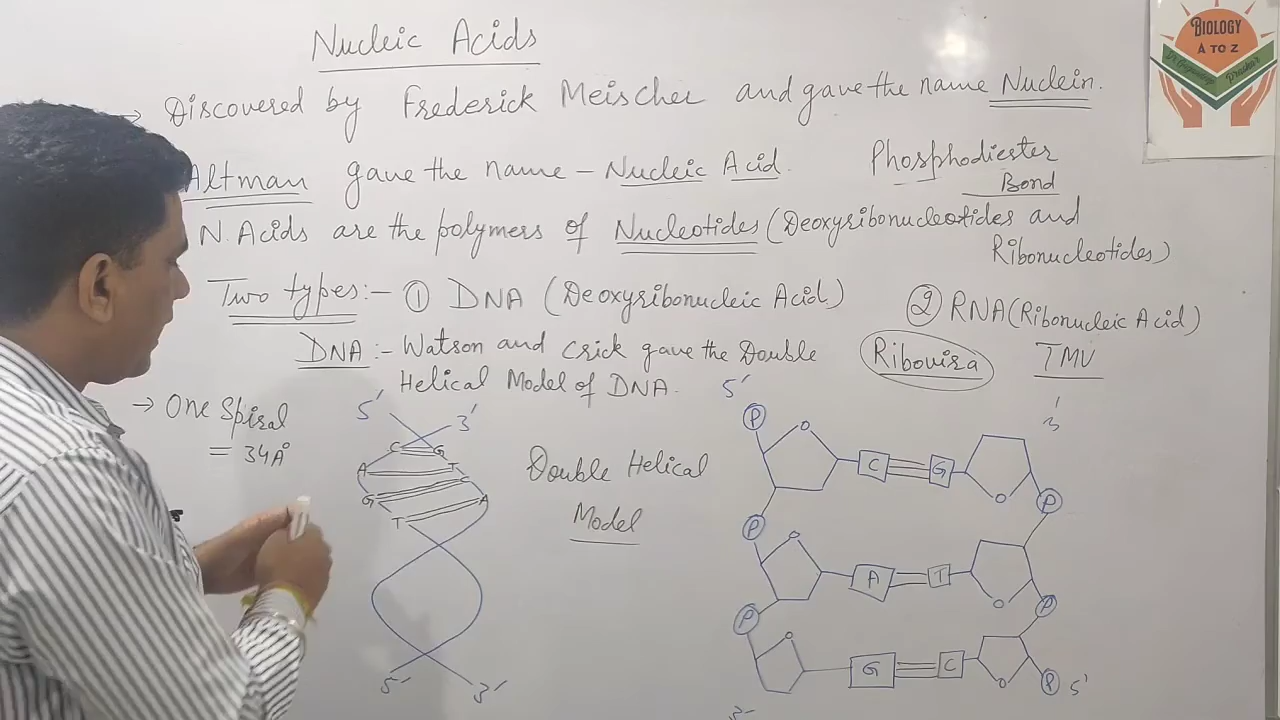 Nucleic Acids
BIOLOGY
A TO Z
→ Discovered by Frederick Meischer and gave the name Nuclein.
Altman gave the name – Nucleic Acid.
Phosphodiester
Bond
N. Acids are the polymers of Nucleotides (Deoxyribonucleotides and
Ribonucleotides)
Two types:– ① DNA (Deoxyribonucleic Acid)
② RNA (Ribonucleic Acid)
DNA:– Watson and Crick gave the Double
Helical Model of DNA.
Ribovira
TMV
→ One Spiral
= 34A°
5' 3'
C G
A T
G C
T A
5' 3'
Double Helical
Model
5' 3'
P
O C G O
P P
O A T O
P P
O G C O
P 5'
3'